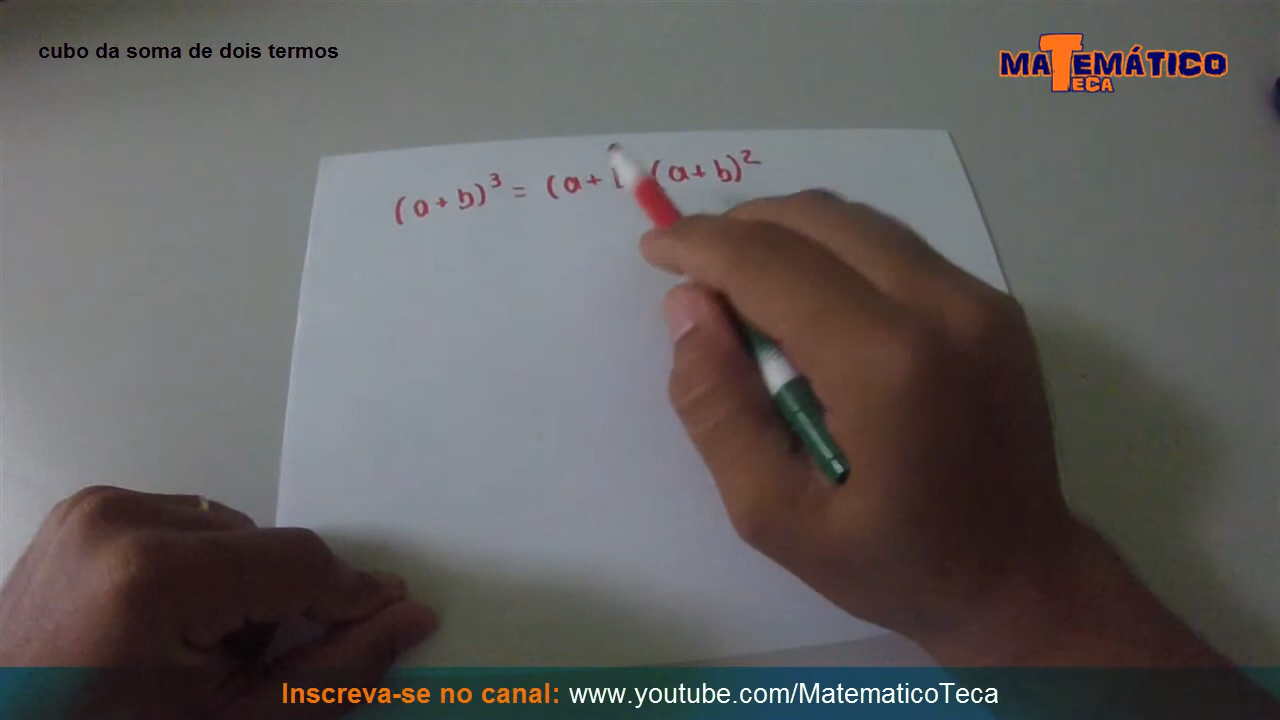 cubo da soma de dois termos
MATEMÁTICO
TECA
(a+b)³ = (a+ (a+b)²
Inscreva-se no canal: www.youtube.com/MatematicoTeca